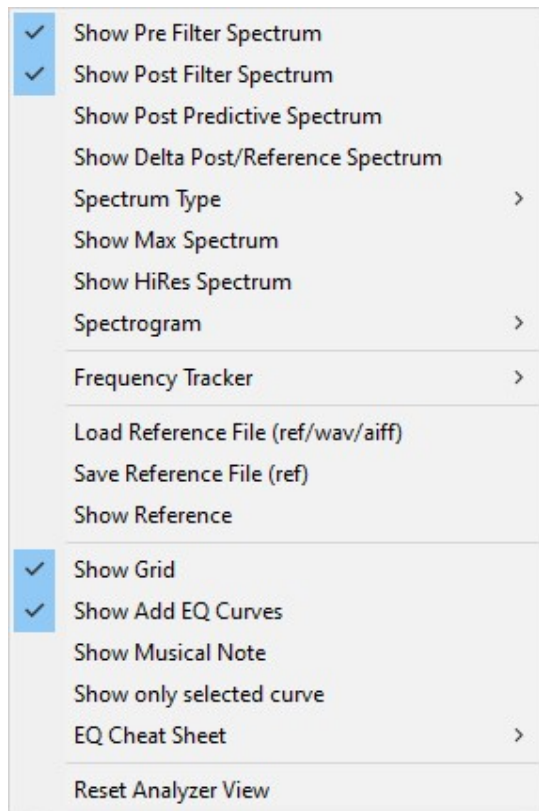 Show Pre Filter Spectrum
Show Post Filter Spectrum
Show Post Predictive Spectrum
Show Delta Post/Reference Spectrum
Spectrum Type
Show Max Spectrum
Show HiRes Spectrum
Spectrogram
Frequency Tracker
Load Reference File (ref/wav/aiff)
Save Reference File (ref)
Show Reference
Show Grid
Show Add EQ Curves
Show Musical Note
Show only selected curve
EQ Cheat Sheet
Reset Analyzer View